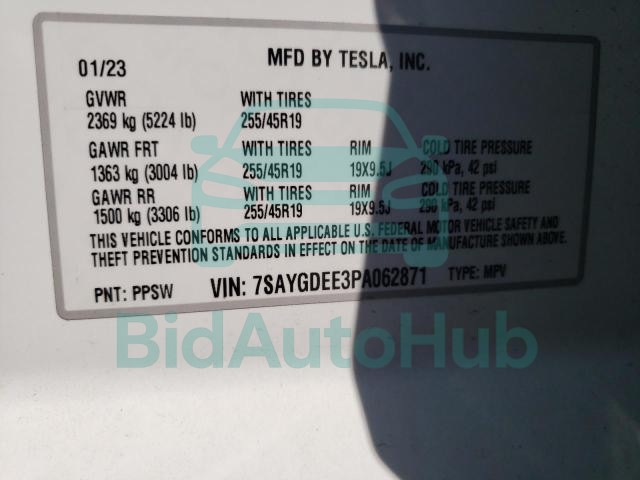 01/23 MFD BY TESLA, INC.
GVWR WITH TIRES
2369 kg (5224 lb) 255/45R19
GAWR FRT WITH TIRES RIM COLD TIRE PRESSURE
1363 kg (3004 lb) 255/45R19 19X9.5J 290 kPa, 42 psi
GAWR RR WITH TIRES RIM COLD TIRE PRESSURE
1500 kg (3306 lb) 255/45R19 19X9.5J 290 kPa, 42 psi
THIS VEHICLE CONFORMS TO ALL APPLICABLE U.S. FEDERAL MOTOR VEHICLE SAFETY AND
THEFT PREVENTION STANDARDS IN EFFECT ON THE DATE OF MANUFACTURE SHOWN ABOVE.
PNT: PPSW VIN: 7SAYGDEE3PA062871 TYPE: MPV
BidAutoHub